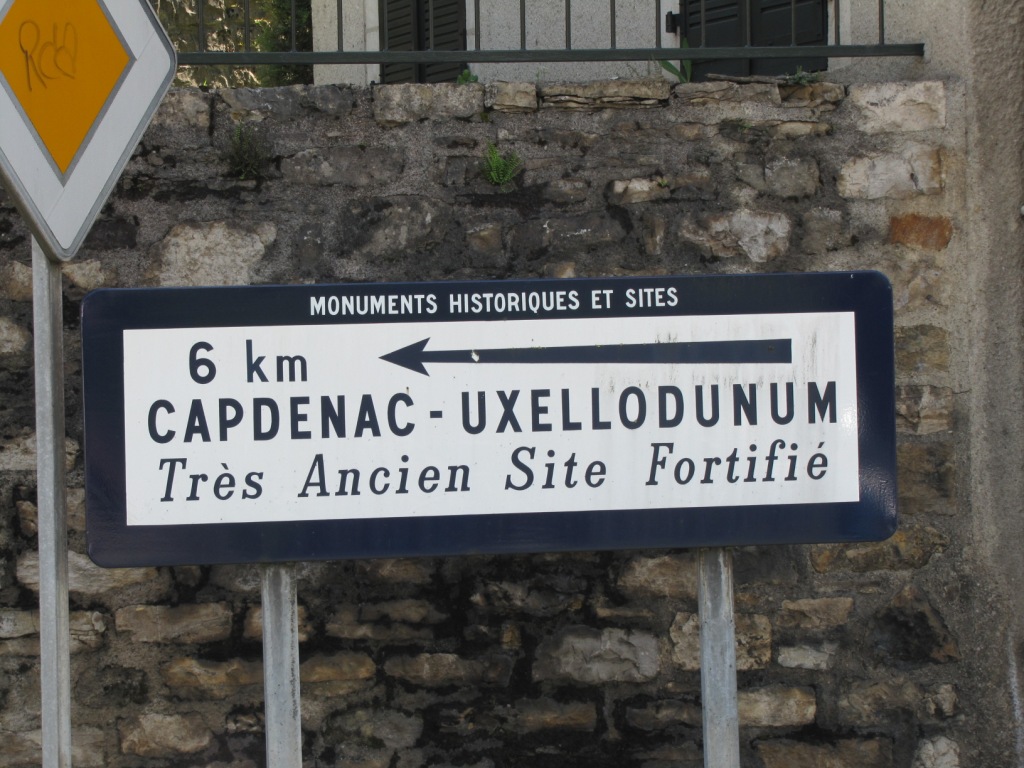 MONUMENTS HISTORIQUES ET SITES
6 km
CAPDENAC - UXELLODUNUM
Très Ancien Site Fortifié